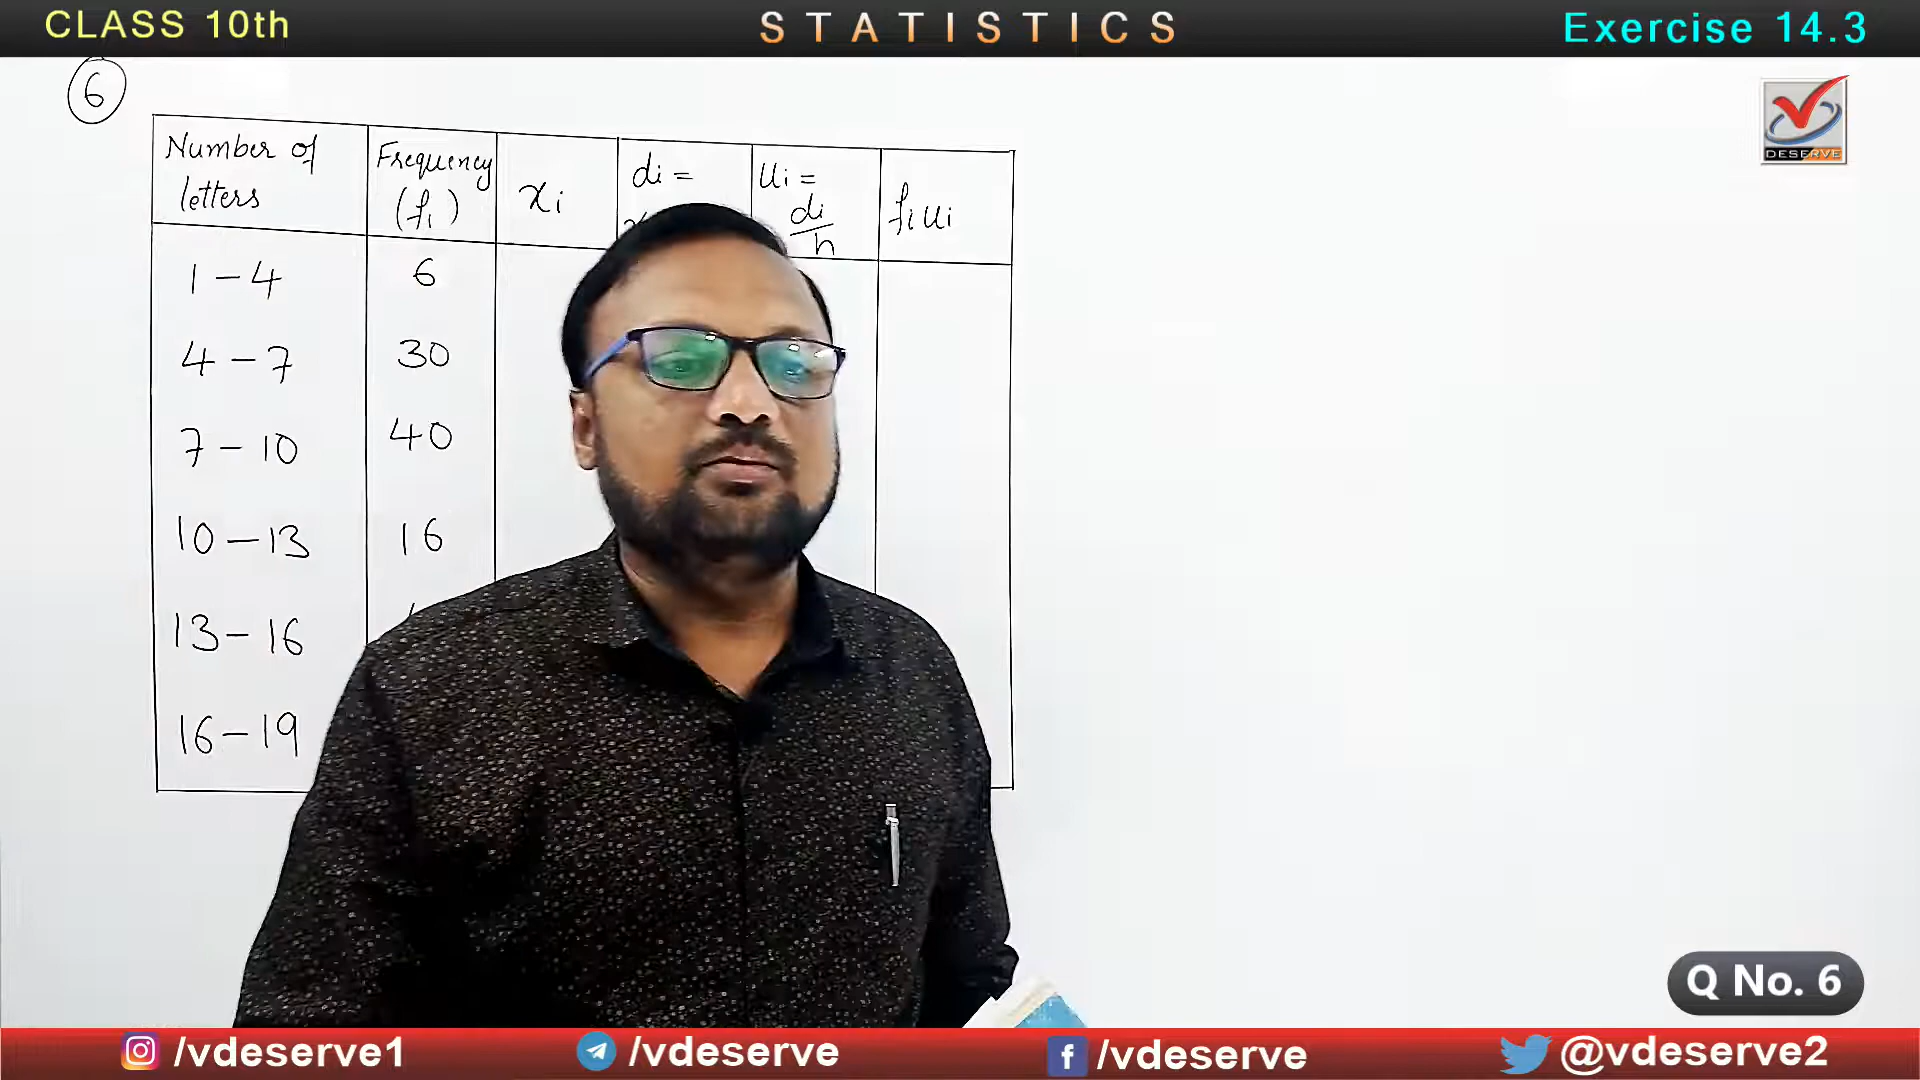 CLASS 10th
STATISTICS
Exercise 14.3
6
DESERVE
Number of letters
Frequency (fi)
xi
di =
ui = di/h
fiui
1 - 4 6
4 - 7 30
7 - 10 40
10 - 13 16
13 - 16
16 - 19
Q No. 6
/vdeserve1
/vdeserve
/vdeserve
@vdeserve2